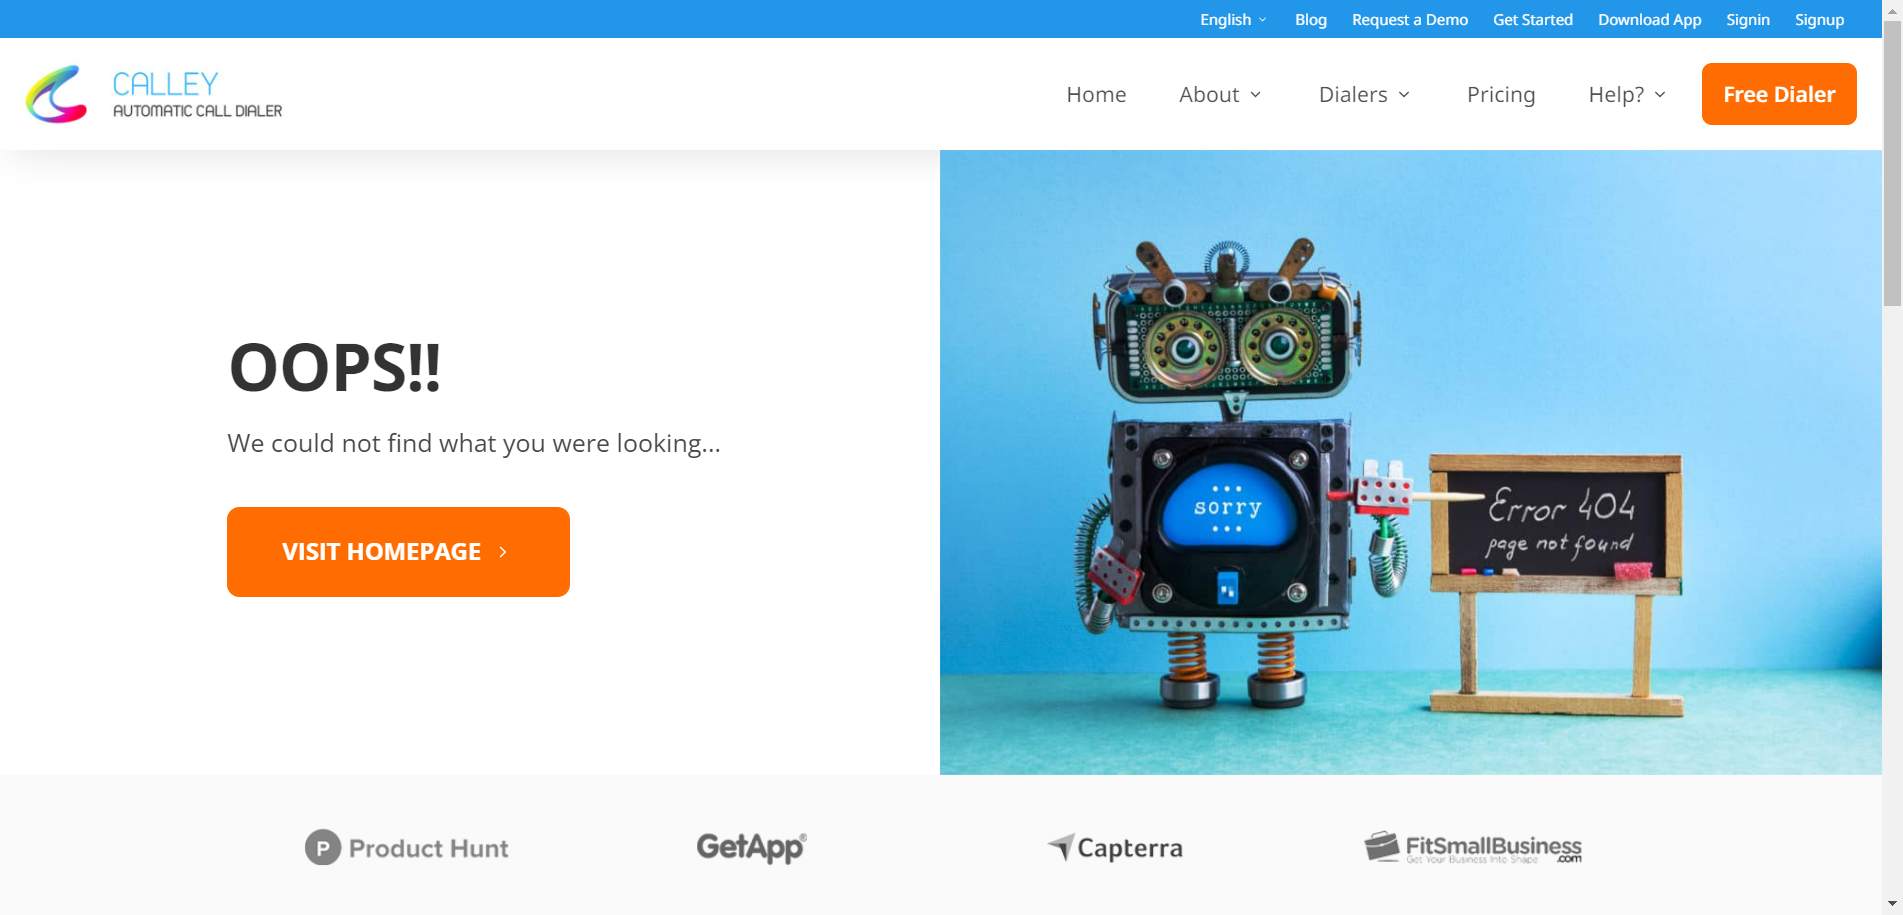 English Blog Request a Demo Get Started Download App Signin Signup
CALLEY
AUTOMATIC CALL DIALER
Home About Dialers Pricing Help? Free Dialer
OOPS!!
We could not find what you were looking...
VISIT HOMEPAGE
sorry
Error 404
page not found
P Product Hunt
GetApp®
Capterra
FitSmallBusiness
.com
Get Your Business Into Shape